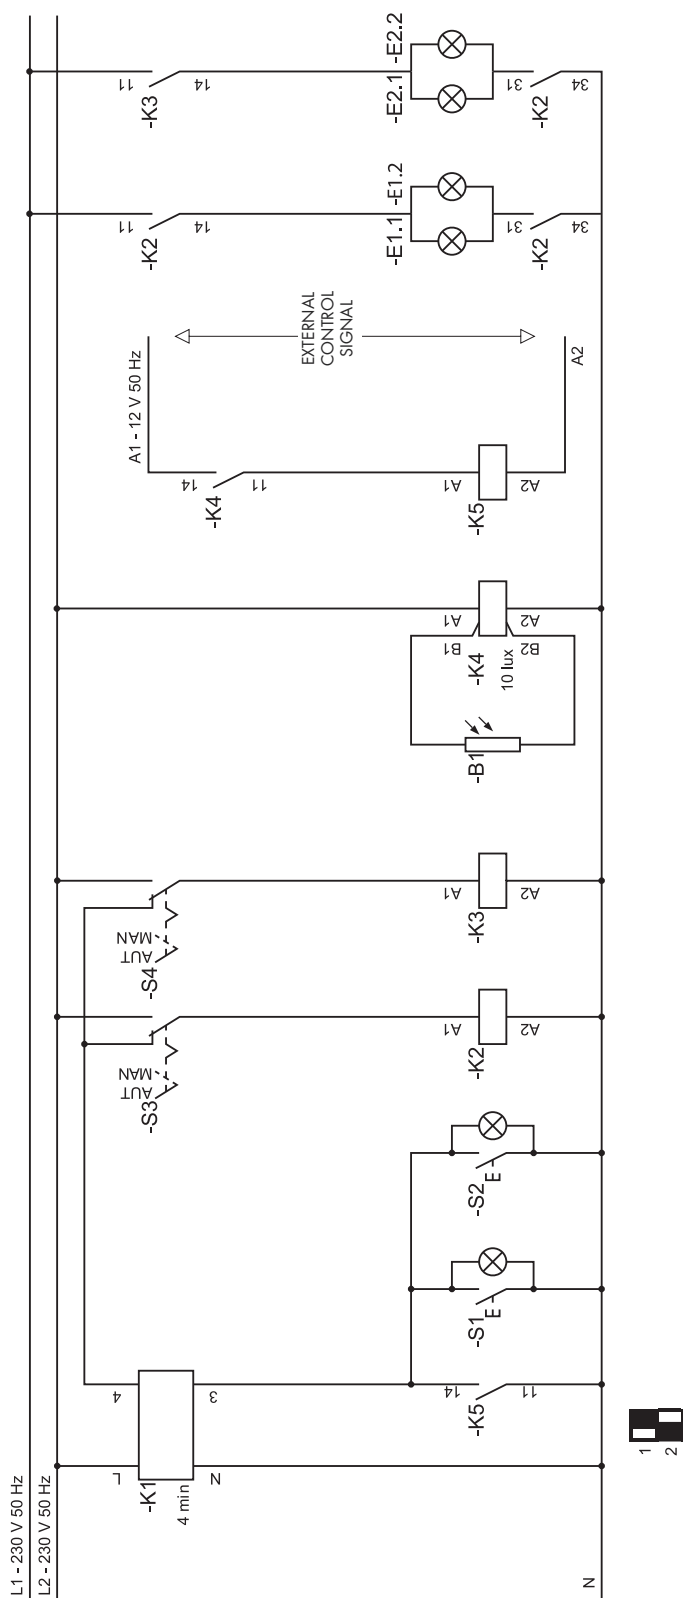 L1 - 230 V 50 Hz
L2 - 230 V 50 Hz
N
L
N
-K1
4 min
4
3
14
11
-K5
-S1
E
-S2
E
AUT
MAN
-S3
A1
A2
-K2
AUT
MAN
-S4
A1
A2
-K3
-B1
B1
A1
B2
A2
-K4
10 lux
A1 - 12 V 50 Hz
14
11
-K4
A1
A2
-K5
A2
EXTERNAL
CONTROL
SIGNAL
11
14
-K2
-E1.1
-E1.2
31
34
-K2
11
14
-K3
-E2.1
-E2.2
31
34
-K2
1
2